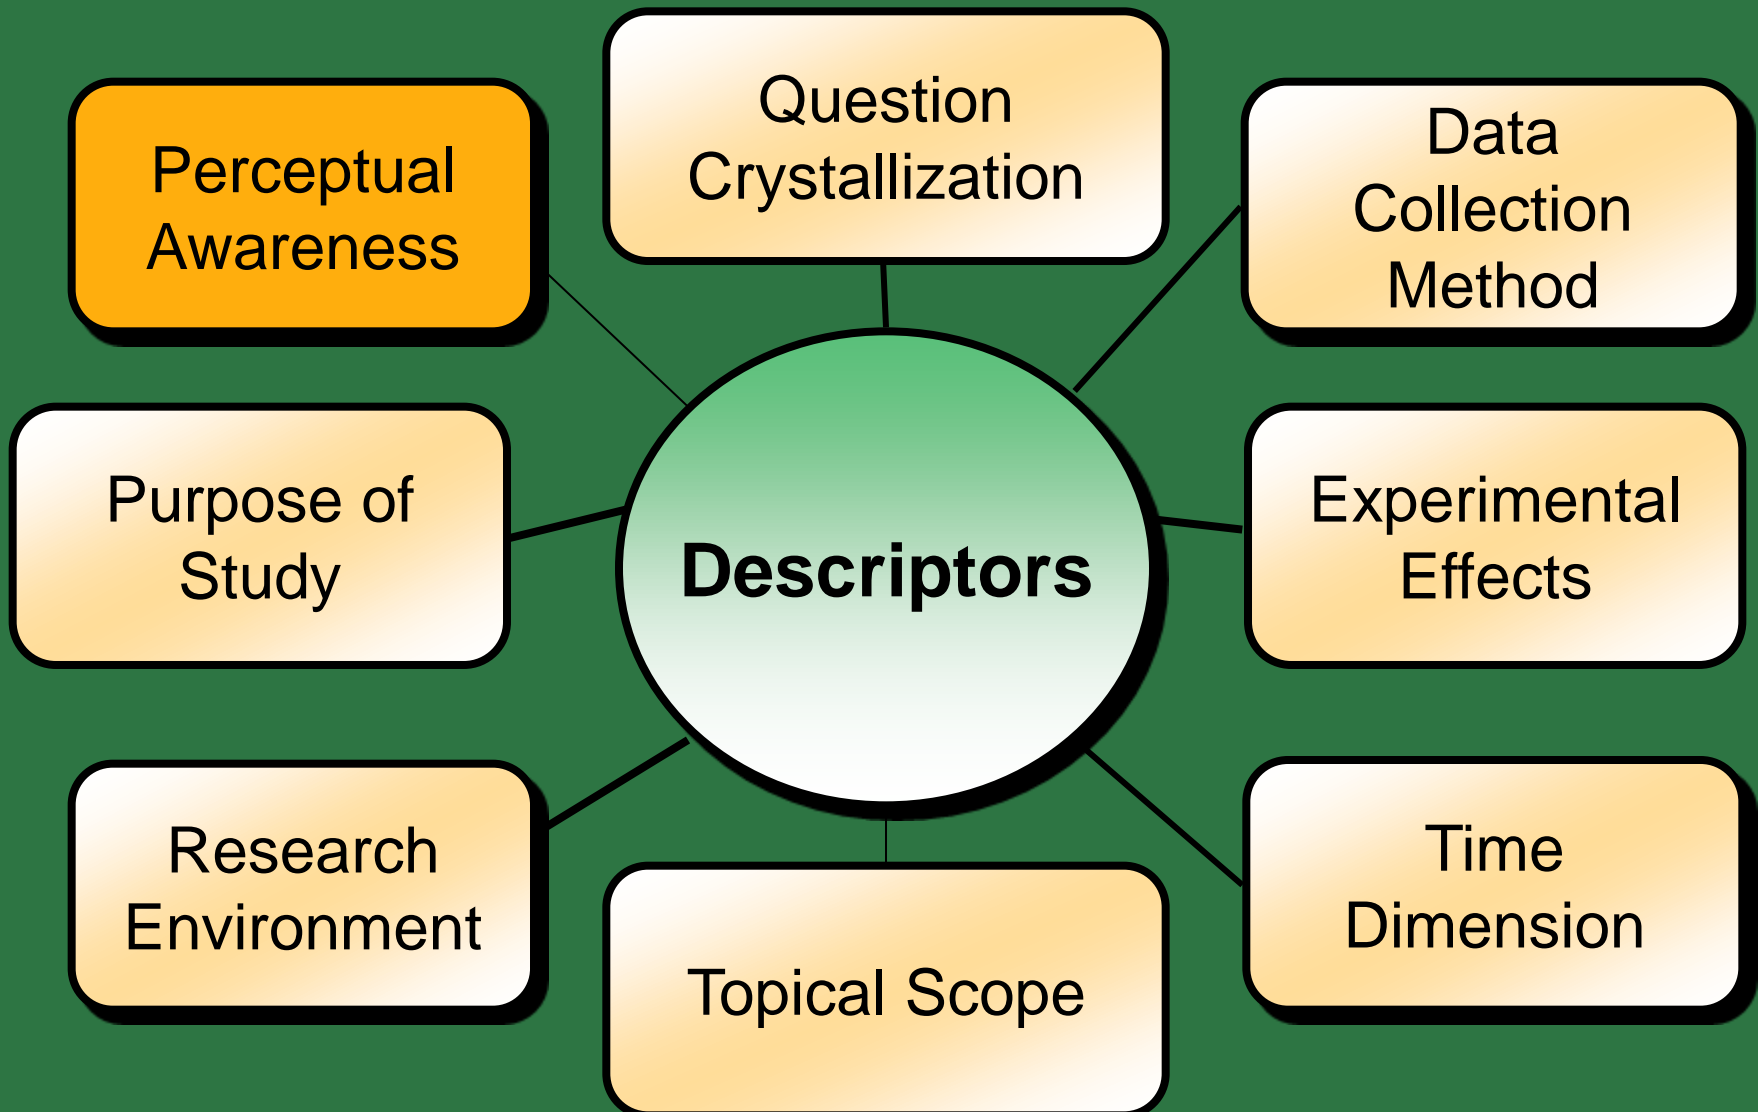 Question
Crystallization
Perceptual
Awareness
Data
Collection
Method
Purpose of
Study
Descriptors
Experimental
Effects
Research
Environment
Topical Scope
Time
Dimension